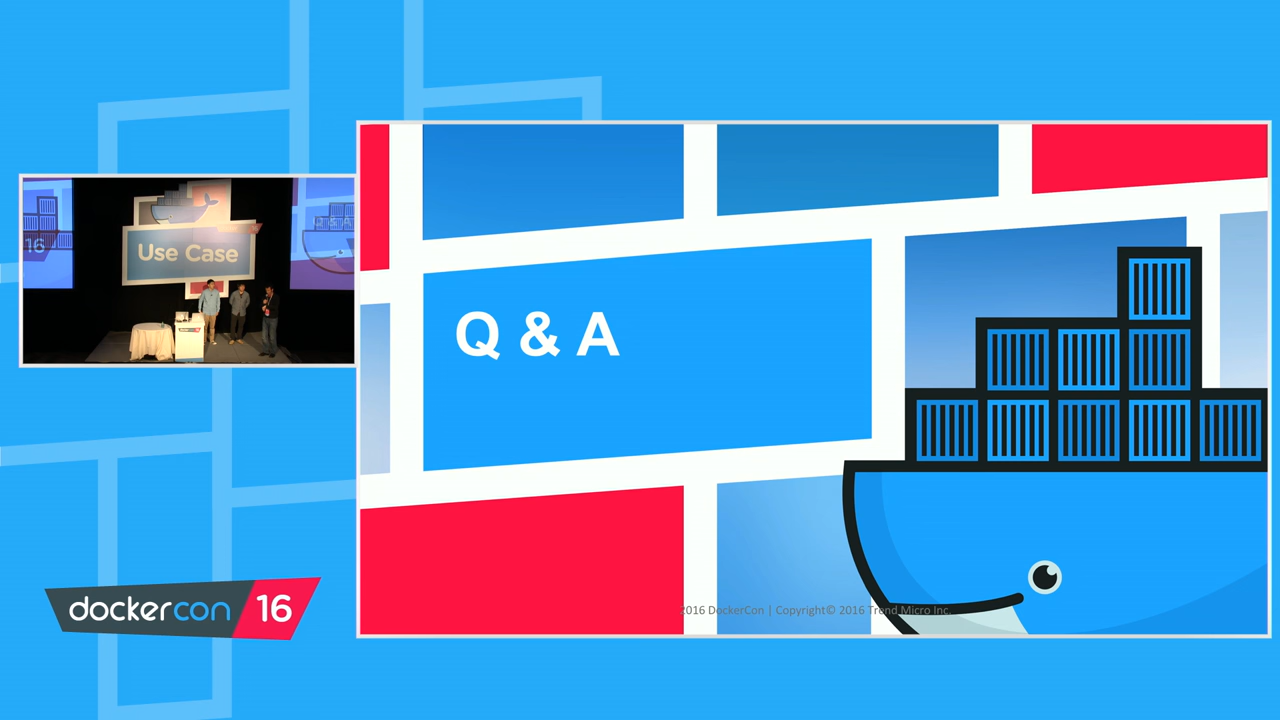 16
Use Case
Q & A
2016 DockerCon | Copyright© 2016 Trend Micro Inc.
dockercon 16